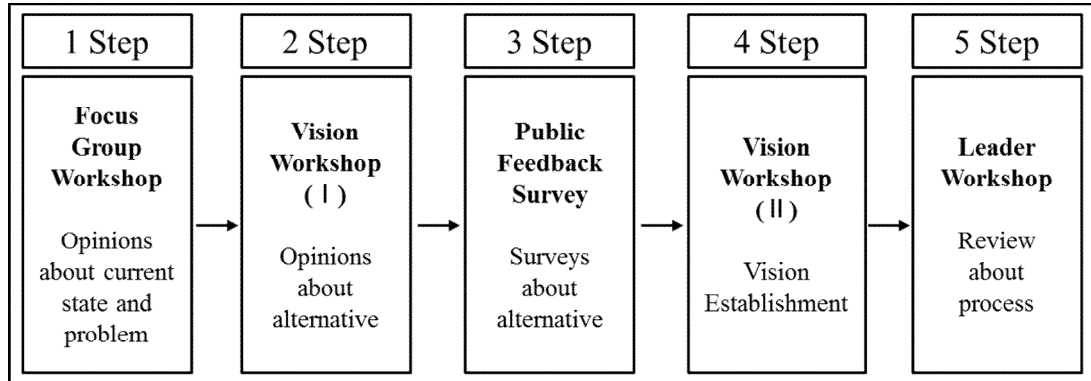 1 Step
Focus
Group
Workshop
Opinions
about current
state and
problem
2 Step
Vision
Workshop
( Ⅰ )
Opinions
about
alternative
3 Step
Public
Feedback
Survey
Surveys
about
alternative
4 Step
Vision
Workshop
( Ⅱ )
Vision
Establishment
5 Step
Leader
Workshop
Review
about
process